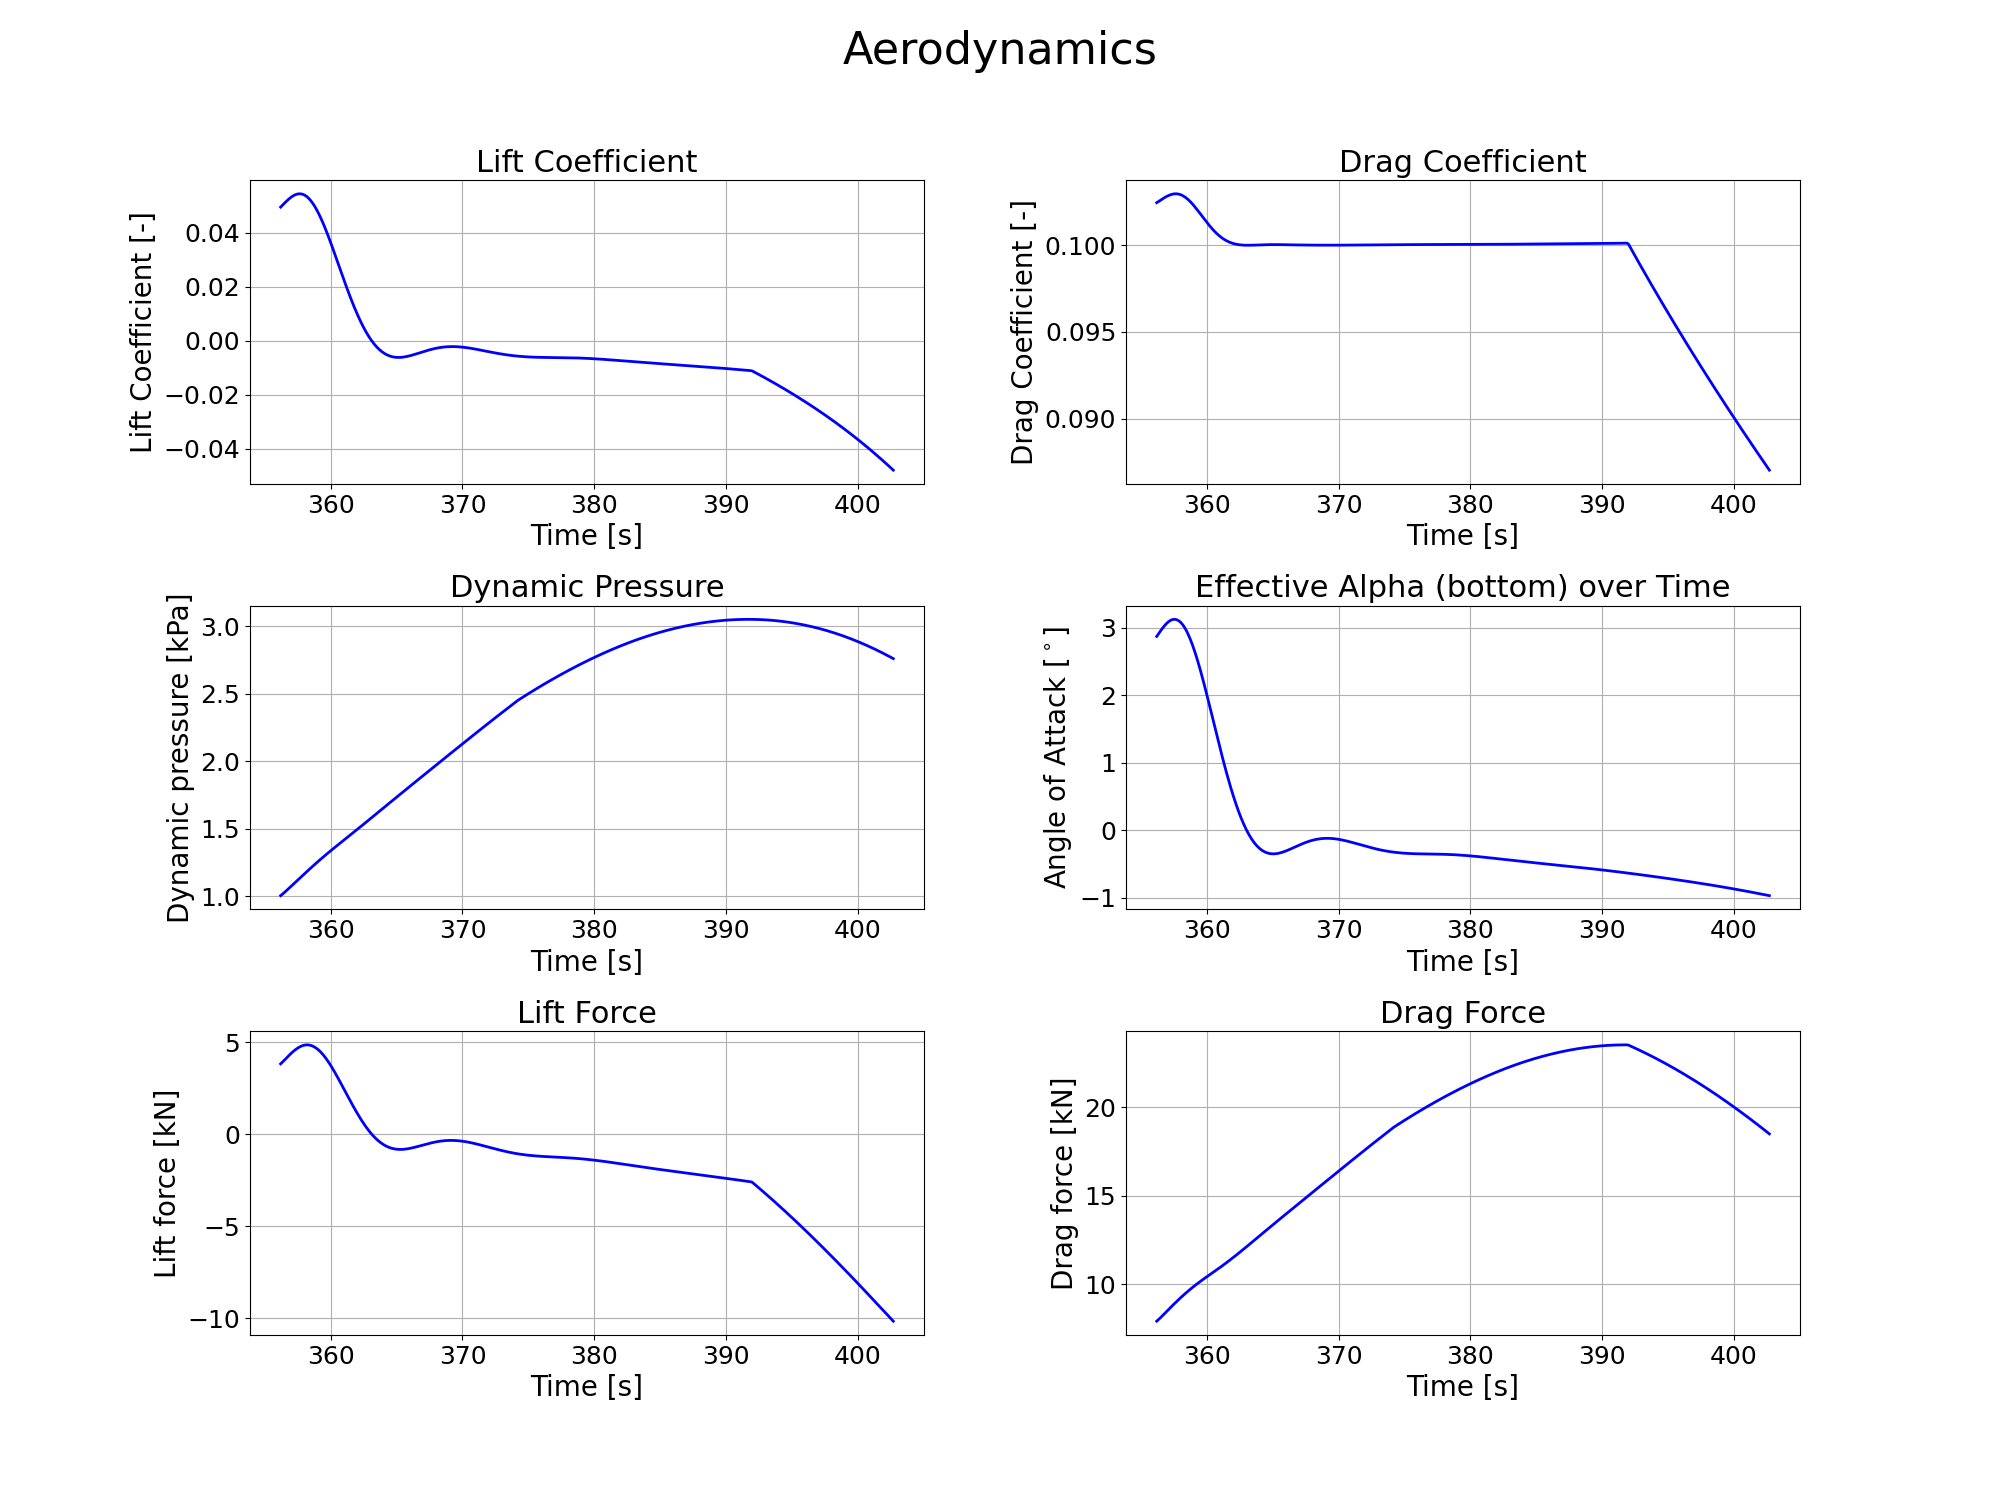 Aerodynamics
Lift Coefficient
Lift Coefficient [-]
0.04
0.02
0.00
−0.02
−0.04
360 370 380 390 400
Time [s]
Drag Coefficient
Drag Coefficient [-]
0.100
0.095
0.090
360 370 380 390 400
Time [s]
Dynamic Pressure
Dynamic pressure [kPa]
3.0
2.5
2.0
1.5
1.0
360 370 380 390 400
Time [s]
Effective Alpha (bottom) over Time
Angle of Attack [°]
3
2
1
0
−1
360 370 380 390 400
Time [s]
Lift Force
Lift force [kN]
5
0
−5
−10
360 370 380 390 400
Time [s]
Drag Force
Drag force [kN]
20
15
10
360 370 380 390 400
Time [s]